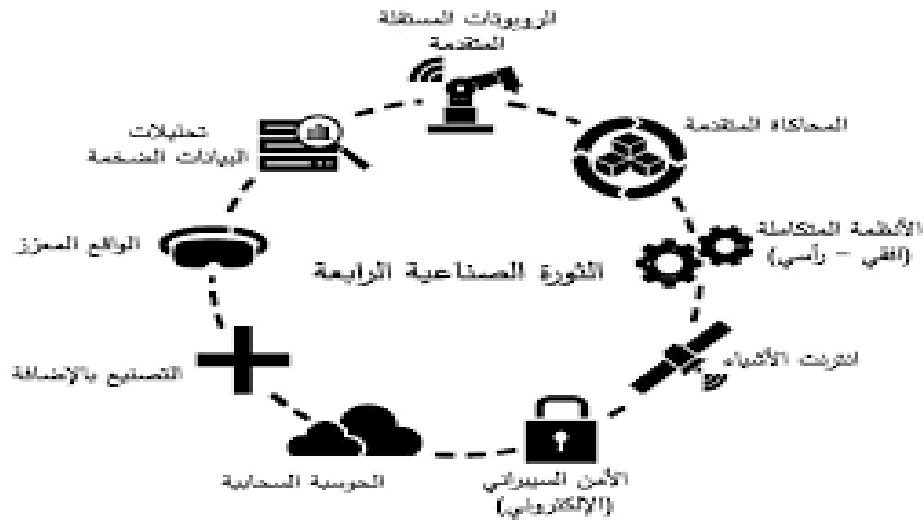 الروبوتات المستقلة
المتقدمة
المحاكاة المتقدمة
الأنظمة المتكاملة
(افقي - رأسي)
انترنت الأشياء
الأمن السيبراني
(الإلكتروني)
الحوسبة السحابية
التصنيع بالإضافة
الواقع المعزز
تحليلات
البيانات الضخمة
الثورة الصناعية الرابعة